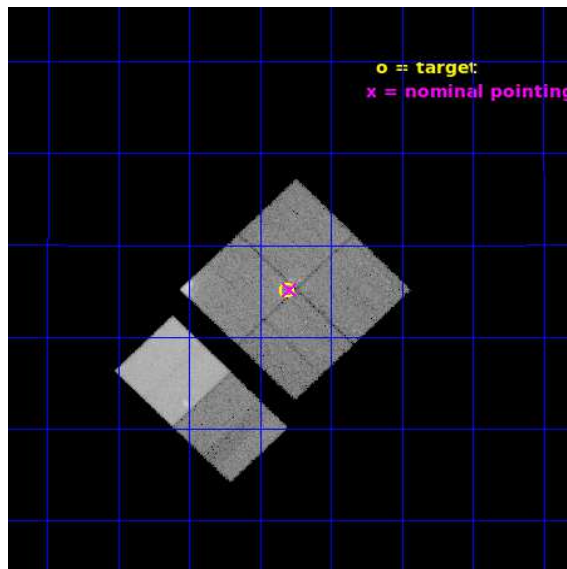 o = target
x = nominal pointing